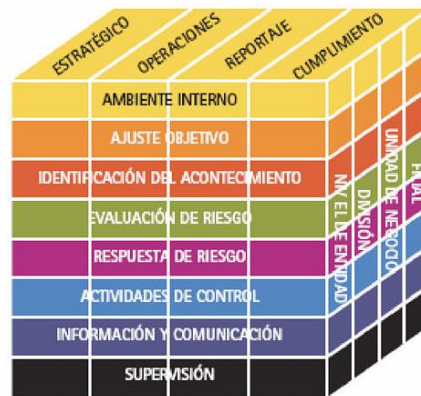 ESTRATÉGICO
OPERACIONES
REPORTAJE
CUMPLIMIENTO
AMBIENTE INTERNO
AJUSTE OBJETIVO
IDENTIFICACIÓN DEL ACONTECIMIENTO
EVALUACIÓN DE RIESGO
RESPUESTA DE RIESGO
ACTIVIDADES DE CONTROL
INFORMACIÓN Y COMUNICACIÓN
SUPERVISIÓN
NIVEL DE ENTIDAD
DIVISIÓN
UNIDAD DE NEGOCIO
FILIAL